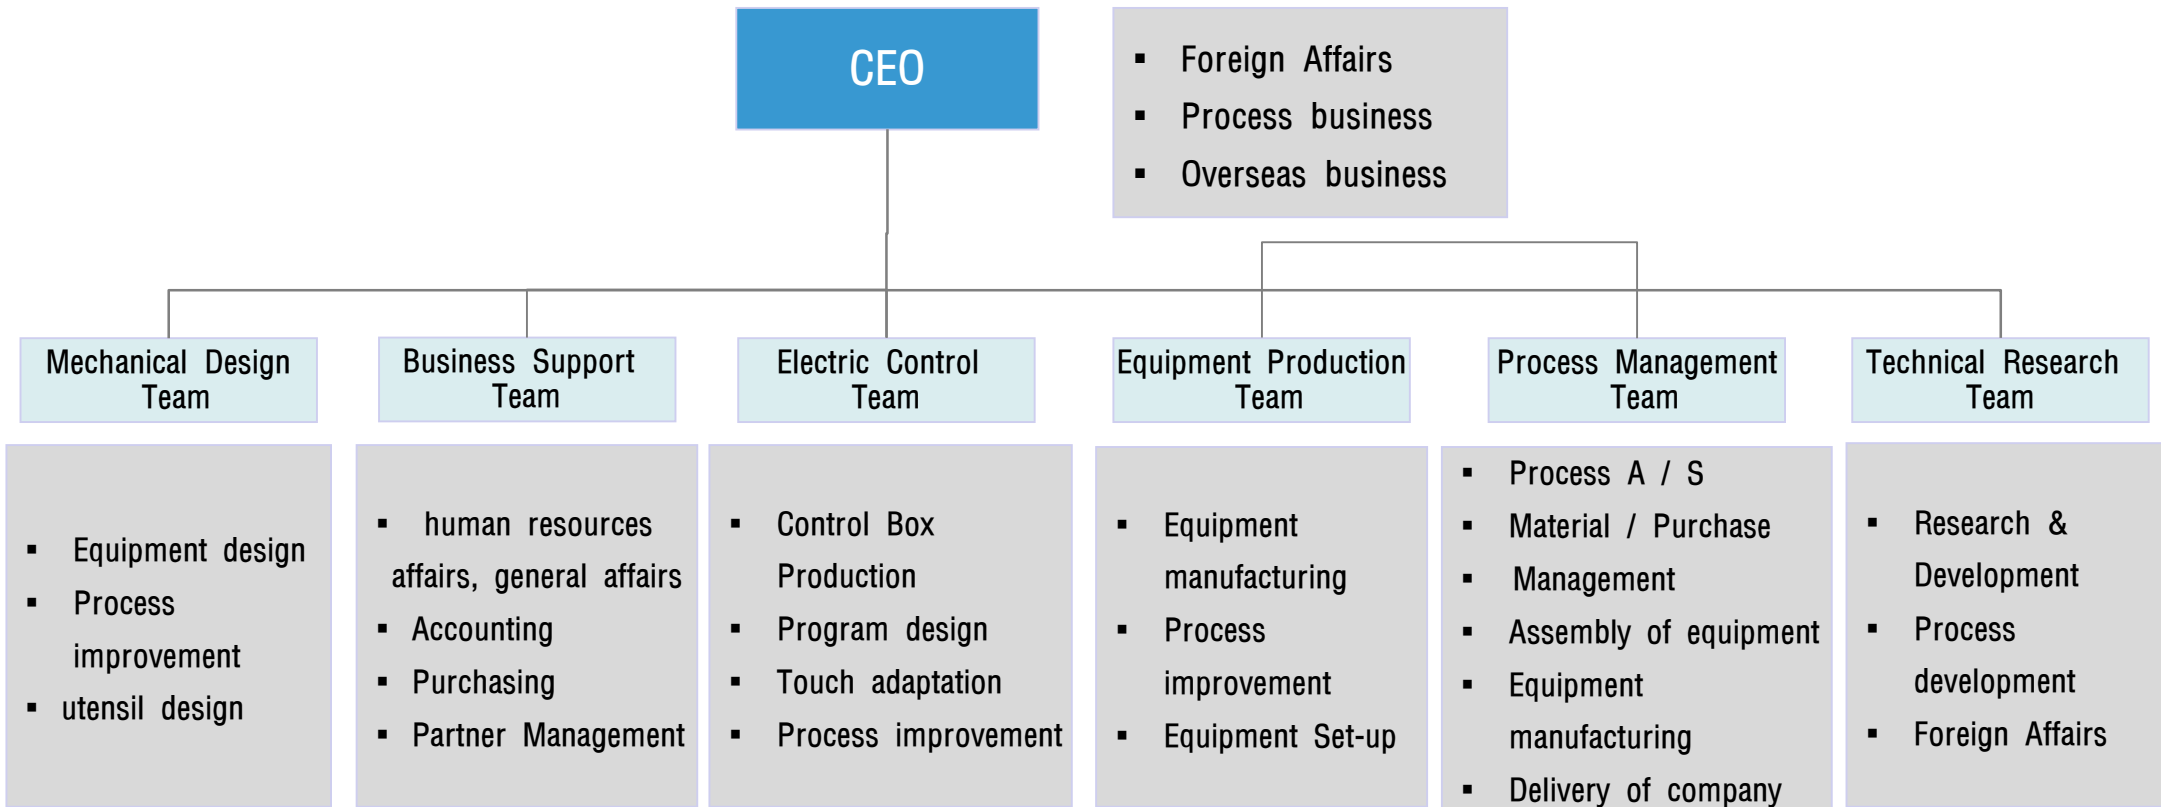 CEO
▪ Foreign Affairs
▪ Process business
▪ Overseas business
Mechanical Design
Team
▪ Equipment design
▪ Process
improvement
▪ utensil design
Business Support
Team
▪ human resources
affairs, general affairs
▪ Accounting
▪ Purchasing
▪ Partner Management
Electric Control
Team
▪ Control Box
Production
▪ Program design
▪ Touch adaptation
▪ Process improvement
Equipment Production
Team
▪ Equipment
manufacturing
▪ Process
improvement
▪ Equipment Set-up
Process Management
Team
▪ Process A / S
▪ Material / Purchase
▪ Management
▪ Assembly of equipment
▪ Equipment
manufacturing
▪ Delivery of company
Technical Research
Team
▪ Research &
Development
▪ Process
development
▪ Foreign Affairs